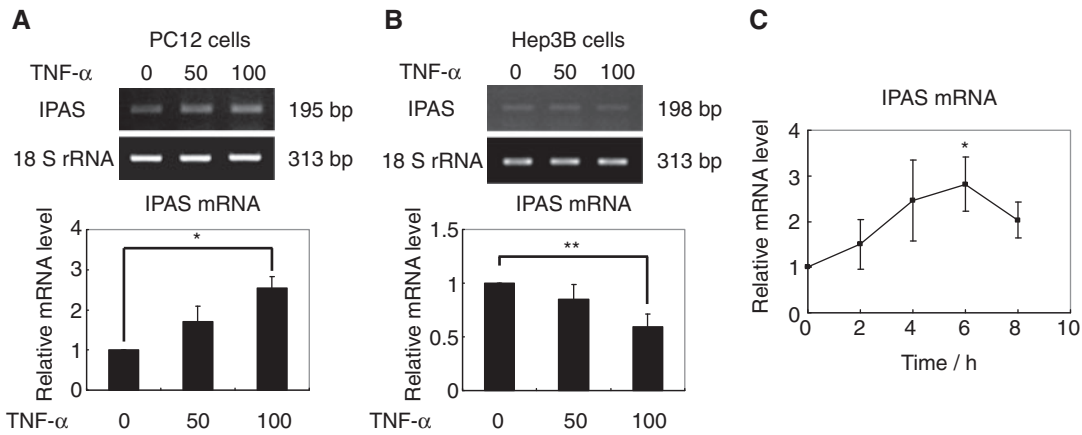 A
PC12 cells
TNF-α 0 50 100
IPAS 195 bp
18 S rRNA 313 bp
IPAS mRNA
Relative mRNA level
4
3
2
1
0
*
TNF-α 0 50 100
B
Hep3B cells
TNF-α 0 50 100
IPAS 198 bp
18 S rRNA 313 bp
IPAS mRNA
Relative mRNA level
1.5
1
0.5
0
**
TNF-α 0 50 100
C
IPAS mRNA
Relative mRNA level
4
3
2
1
0
*
0 2 4 6 8 10
Time / h